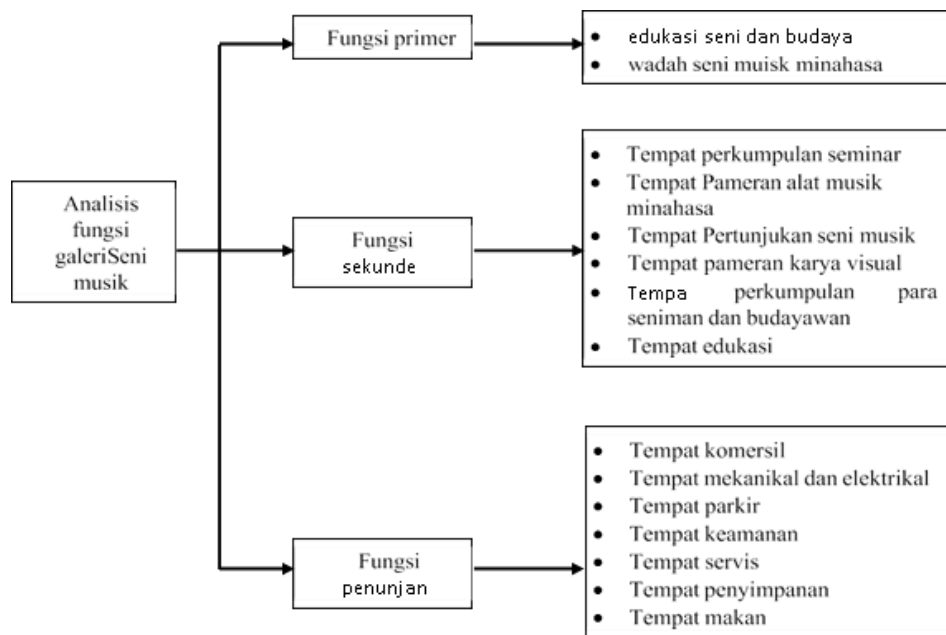 Fungsi primer
• edukasi seni dan budaya
• wadah seni muisk minahasa
Analisis
fungsi
galeriSeni
musik
Fungsi
sekunde
• Tempat perkumpulan seminar
• Tempat Pameran alat musik
minahasa
• Tempat Pertunjukan seni musik
• Tempat pameran karya visual
• Tempa perkumpulan para
seniman dan budayawan
• Tempat edukasi
Fungsi
penunjan
• Tempat komersil
• Tempat mekanikal dan elektrikal
• Tempat parkir
• Tempat keamanan
• Tempat servis
• Tempat penyimpanan
• Tempat makan